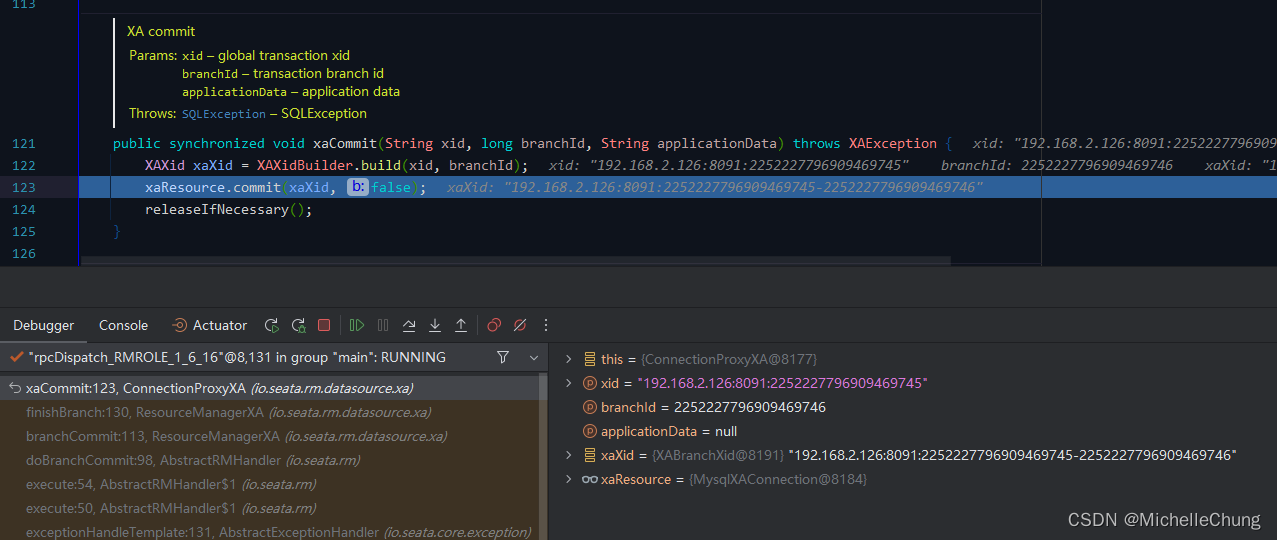 113
XA commit
Params: xid – global transaction xid
branchId – transaction branch id
applicationData – application data
Throws: SQLException – SQLException
121 public synchronized void xaCommit(String xid, long branchId, String applicationData) throws XAException { xid: "192.168.2.126:8091:22522277969094
122 XAXid xaXid = XAXidBuilder.build(xid, branchId); xid: "192.168.2.126:8091:2252227796909469745" branchId: 2252227796909469746 xaXid: "1
123 xaResource.commit(xaXid, b: false); xaXid: "192.168.2.126:8091:2252227796909469745-2252227796909469746"
124 releaseIfNecessary();
125 }
126
Debugger Console Actuator
"rpcDispatch_RMROLE_1_6_16"@8,131 in group "main": RUNNING
xaCommit:123, ConnectionProxyXA (io.seata.rm.datasource.xa)
finishBranch:130, ResourceManagerXA (io.seata.rm.datasource.xa)
branchCommit:113, ResourceManagerXA (io.seata.rm.datasource.xa)
doBranchCommit:98, AbstractRMHandler (io.seata.rm)
execute:54, AbstractRMHandler$1 (io.seata.rm)
execute:50, AbstractRMHandler$1 (io.seata.rm)
exceptionHandleTemplate:131, AbstractExceptionHandler (io.seata.core.exception)
this = {ConnectionProxyXA@8177}
xid = "192.168.2.126:8091:2252227796909469745"
branchId = 2252227796909469746
applicationData = null
xaXid = {XABranchXid@8191} "192.168.2.126:8091:2252227796909469745-2252227796909469746"
xaResource = {MysqlXAConnection@8184}
CSDN @MichelleChung